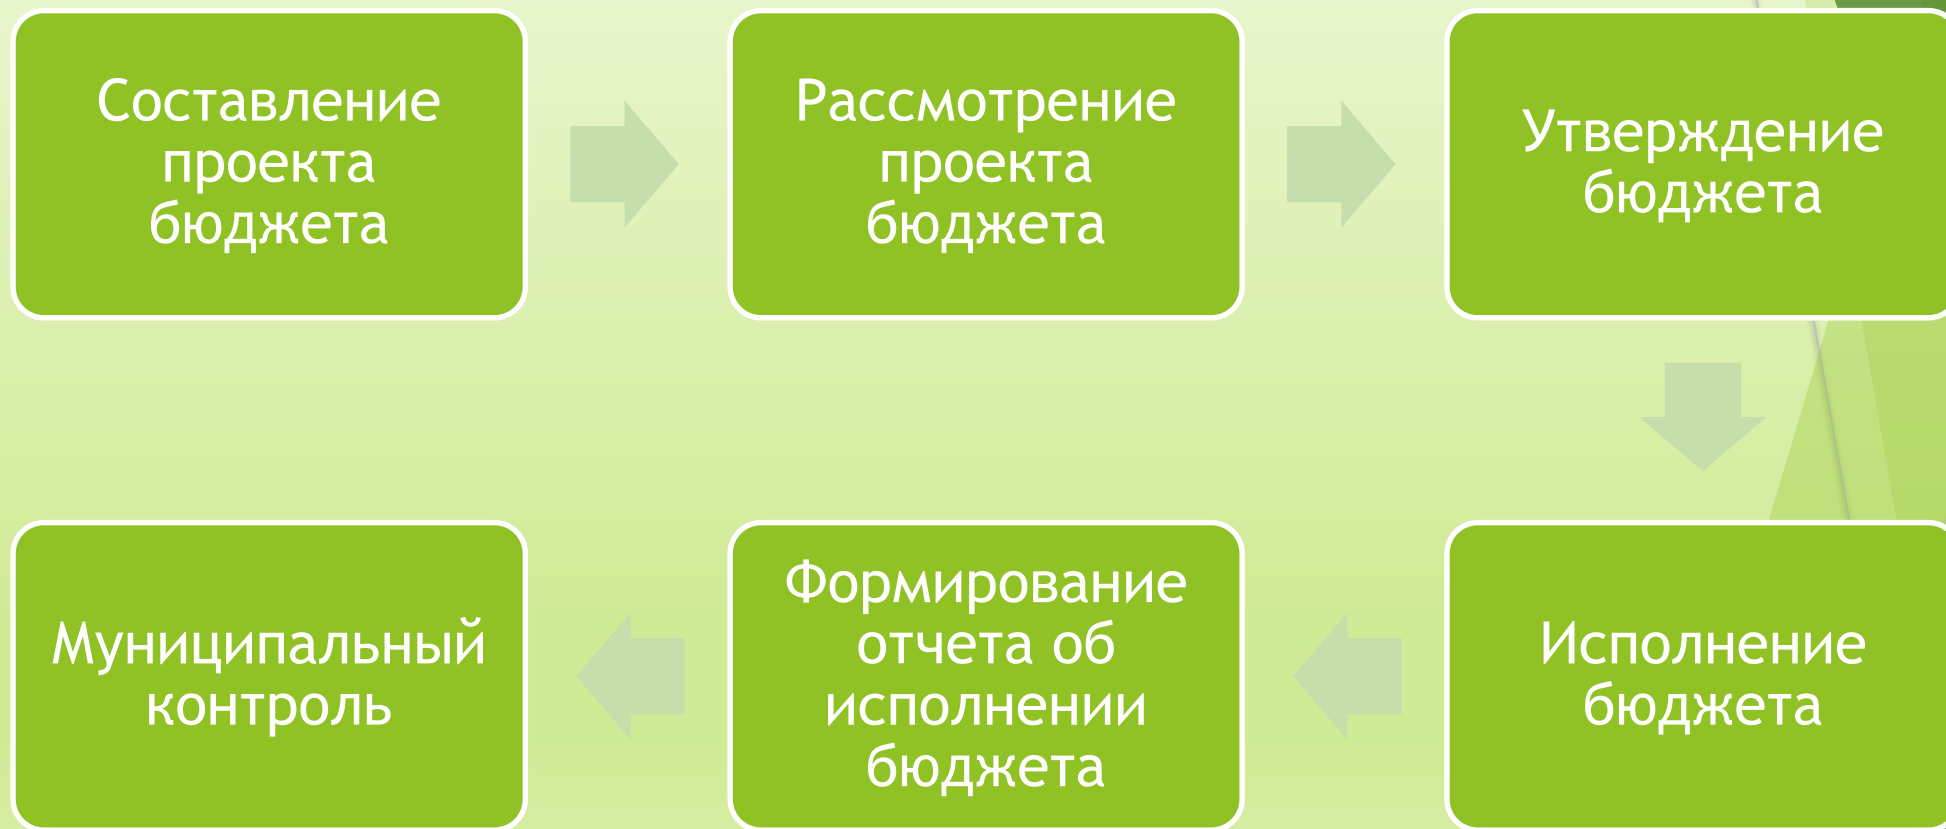 Составление
проекта
бюджета
Рассмотрение
проекта
бюджета
Утверждение
бюджета
Исполнение
бюджета
Формирование
отчета об
исполнении
бюджета
Муниципальный
контроль